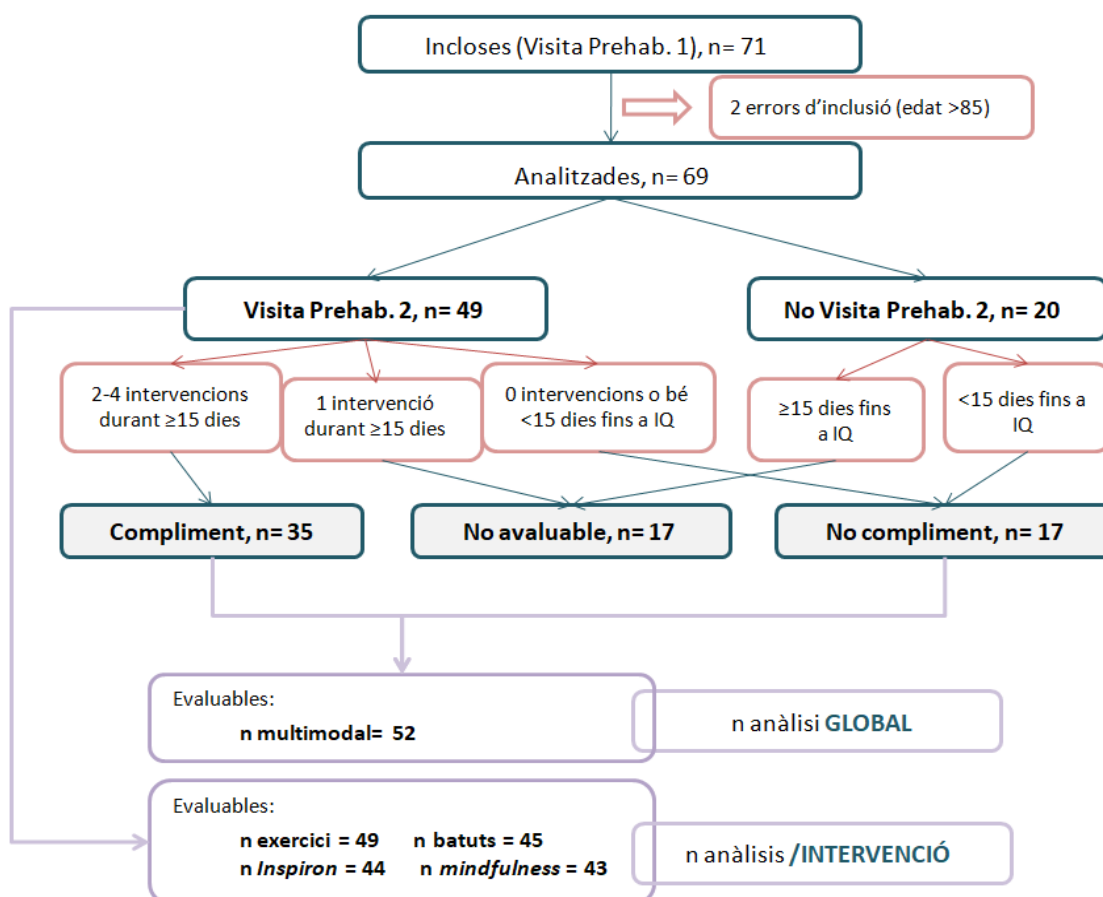 Incloses (Visita Prehab. 1), n= 71
2 errors d’inclusió (edat >85)
Analitzades, n= 69
Visita Prehab. 2, n= 49
No Visita Prehab. 2, n= 20
2-4 intervencions
durant ≥15 dies
1 intervenció
durant ≥15 dies
0 intervencions o bé
<15 dies fins a IQ
≥15 dies fins
a IQ
<15 dies fins a
IQ
Compliment, n= 35
No avaluable, n= 17
No compliment, n= 17
Evaluables:
n multimodal= 52
n anàlisi GLOBAL
Evaluables:
n exercici = 49 n batuts = 45
n Inspiron = 44 n mindfulness = 43
n anàlisis /INTERVENCIÓ